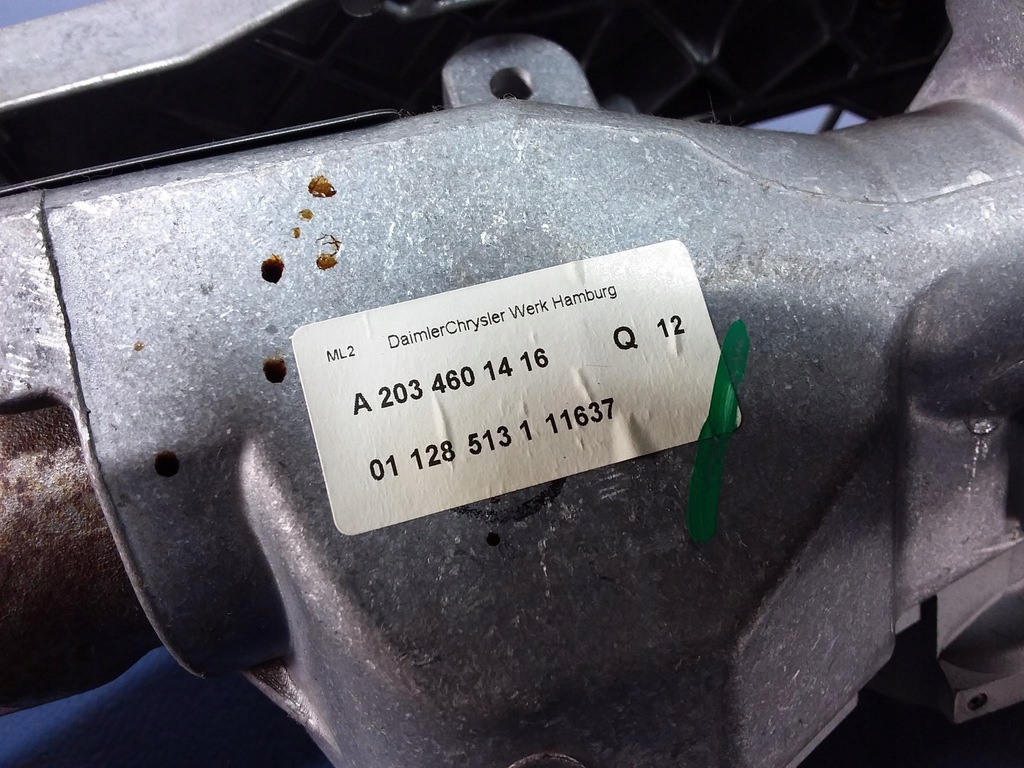 ML2 DaimlerChrysler Werk Hamburg
A 203 460 14 16 Q 12
01 128 513 1 11637